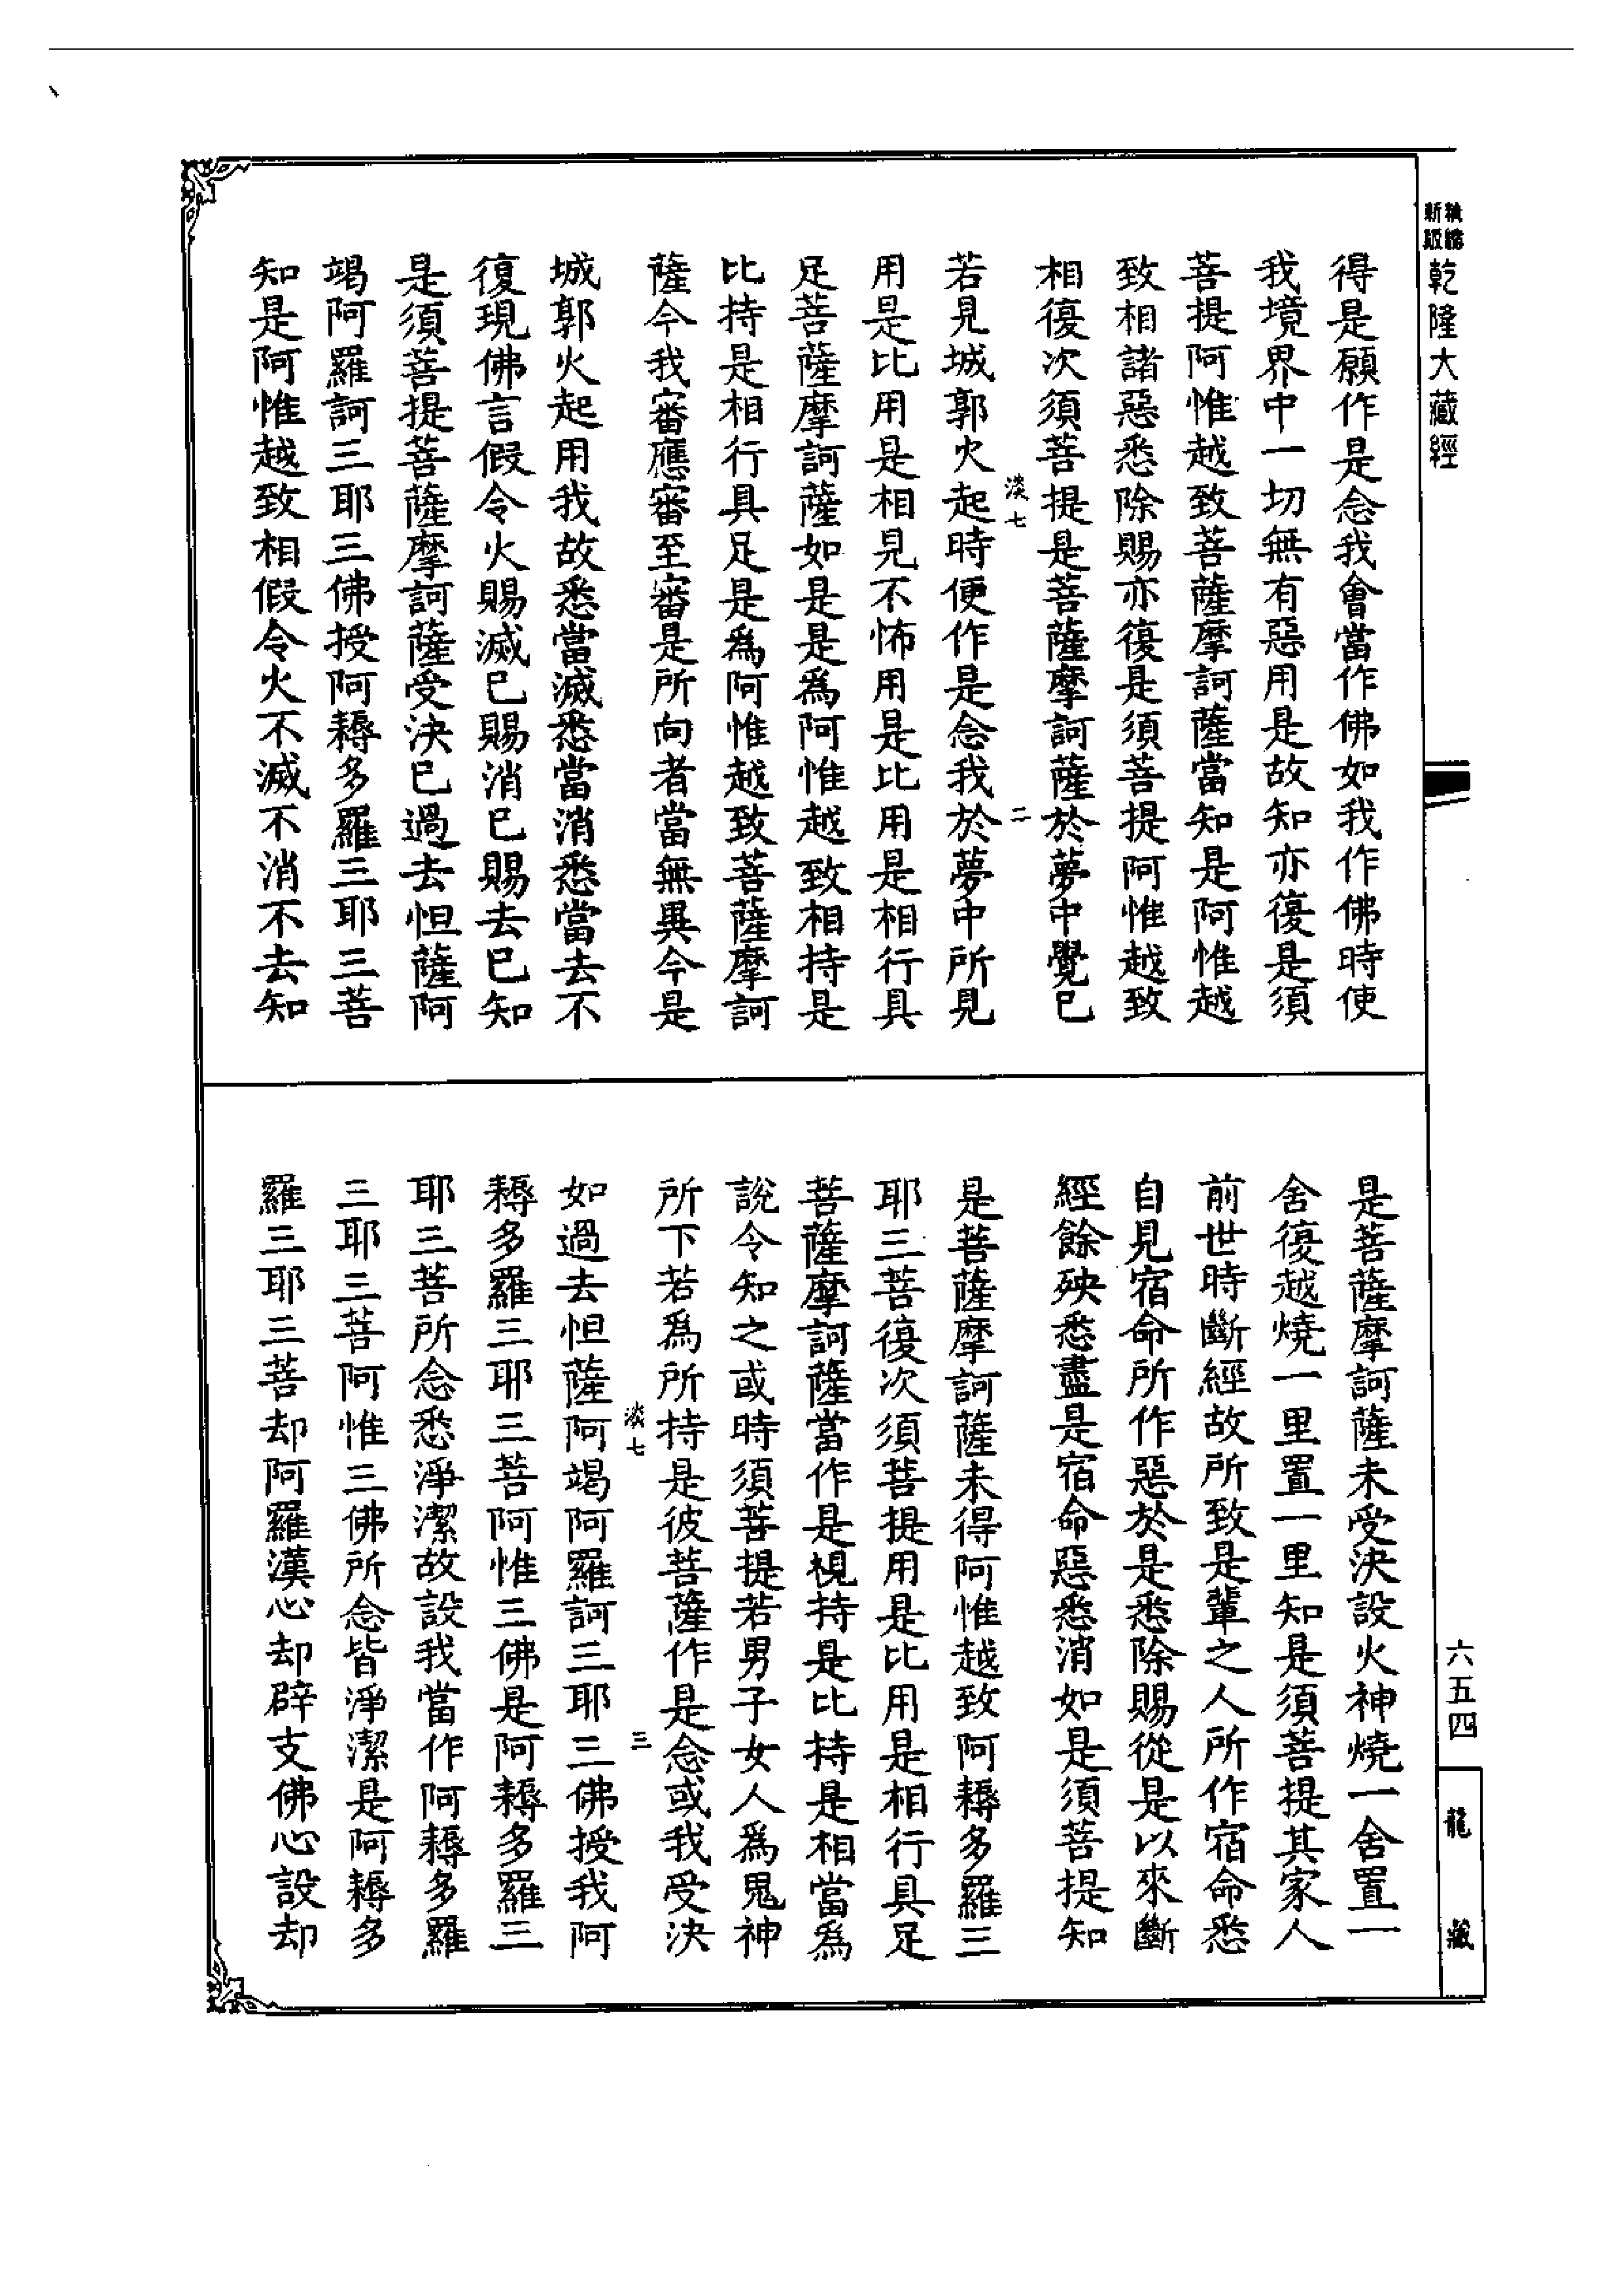 乾隆大藏經
得是願作是念我會當作佛如我作佛時使
我境界中一切無有惡用是故知亦復是須
菩提阿惟越致菩薩摩訶薩當知是阿惟越
致相諸惡悉除賜亦復是須菩提阿惟越致
相復次須菩提是菩薩摩訶薩於夢中覺已
淡七 二
若見城郭火起時便作是念我於夢中所見
用是比用是相見不怖用是比用是相行具
足菩薩摩訶薩如是是為阿惟越致相持是
比持是相行具足是為阿惟越致菩薩摩訶
薩今我審應審至審是所向者當無異今是
城郭火起用我故悉當滅悉當消悉當去不
復現佛言假令火賜滅已賜消已賜去已知
是須菩提菩薩摩訶薩受決已過去怛薩阿
竭阿羅訶三耶三佛授阿耨多羅三耶三菩
知是阿惟越致相假令火不滅不消不去知
是菩薩摩訶薩未受決設火神燒一舍置一
舍復越燒一里置一里知是須菩提其家人
前世時斷經故所致是輩之人所作宿命悉
自見宿命所作惡於是悉除賜從是以來斷
經餘殃悉盡是宿命惡悉消如是須菩提知
是菩薩摩訶薩未得阿惟越致阿耨多羅三
耶三菩復次須菩提用是比用是相行具足
菩薩摩訶薩當作是視持是比持是相當為
說令知之或時須菩提若男子女人為鬼神
所下若為所持是彼菩薩作是念或我受決
淡七 三
如過去怛薩阿竭阿羅訶三耶三佛授我阿
耨多羅三耶三菩阿惟三佛是阿耨多羅三
耶三菩所念悉淨潔故設我當作阿耨多羅
三耶三菩阿惟三佛所念皆淨潔是阿耨多
羅三耶三菩却阿羅漢心却辟支佛心設却
六五四
龍藏